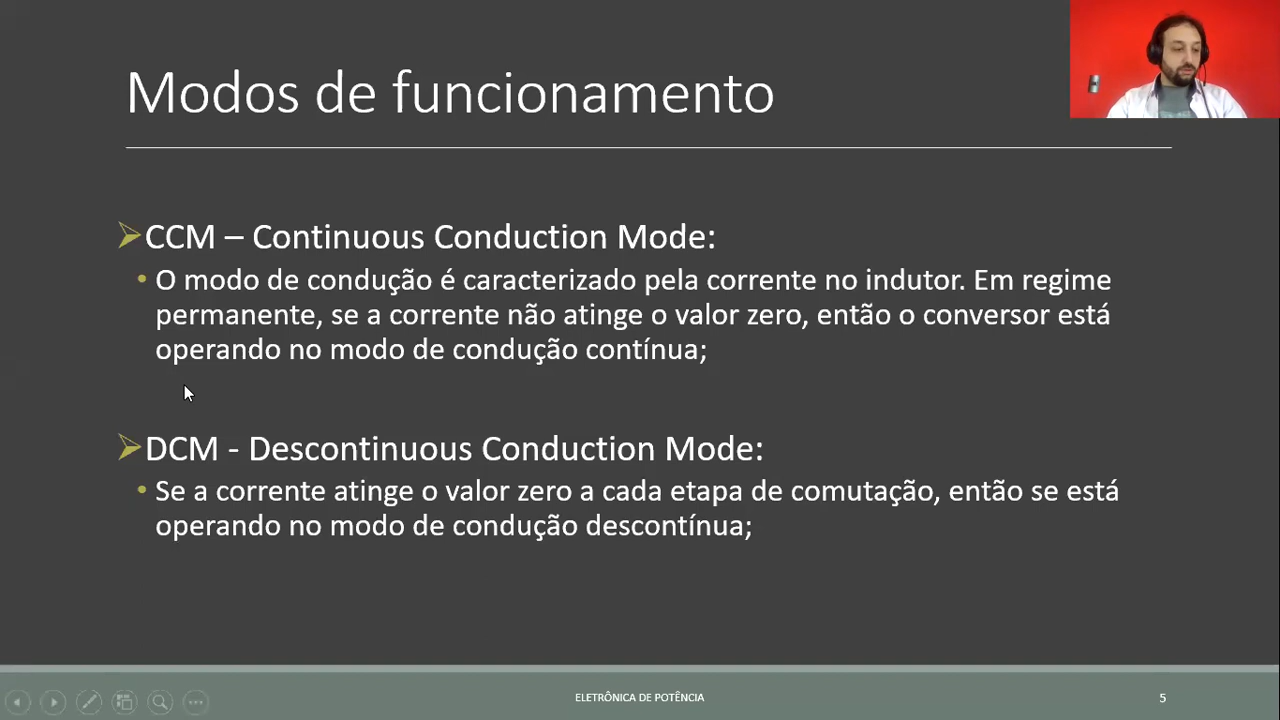 Modos de funcionamento
CCM – Continuous Conduction Mode:
O modo de condução é caracterizado pela corrente no indutor. Em regime
permanente, se a corrente não atinge o valor zero, então o conversor está
operando no modo de condução contínua;
DCM - Descontinuous Conduction Mode:
Se a corrente atinge o valor zero a cada etapa de comutação, então se está
operando no modo de condução descontínua;
ELETRÔNICA DE POTÊNCIA
5